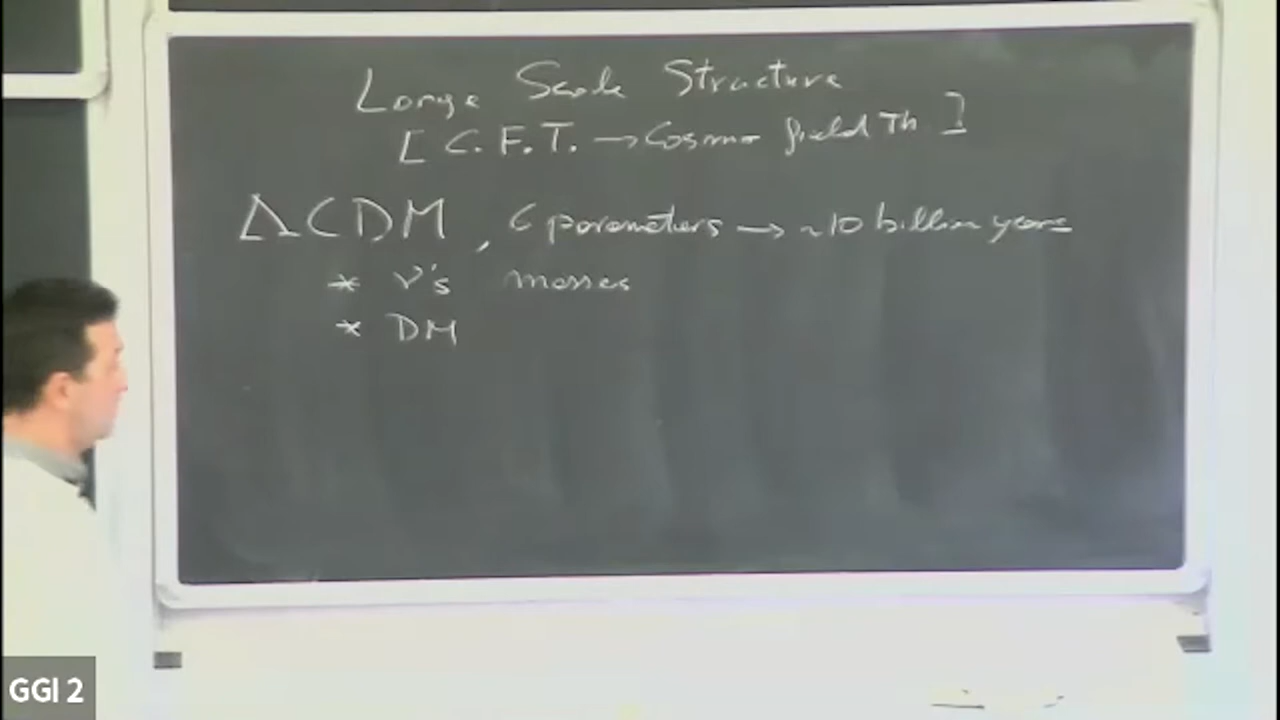 Large Scale Structure
[ C.F.T. → Cosmo field Th ]
ΛCDM, 6 parameters → ~10 billion years
* ν's masses
* DM
GGI 2